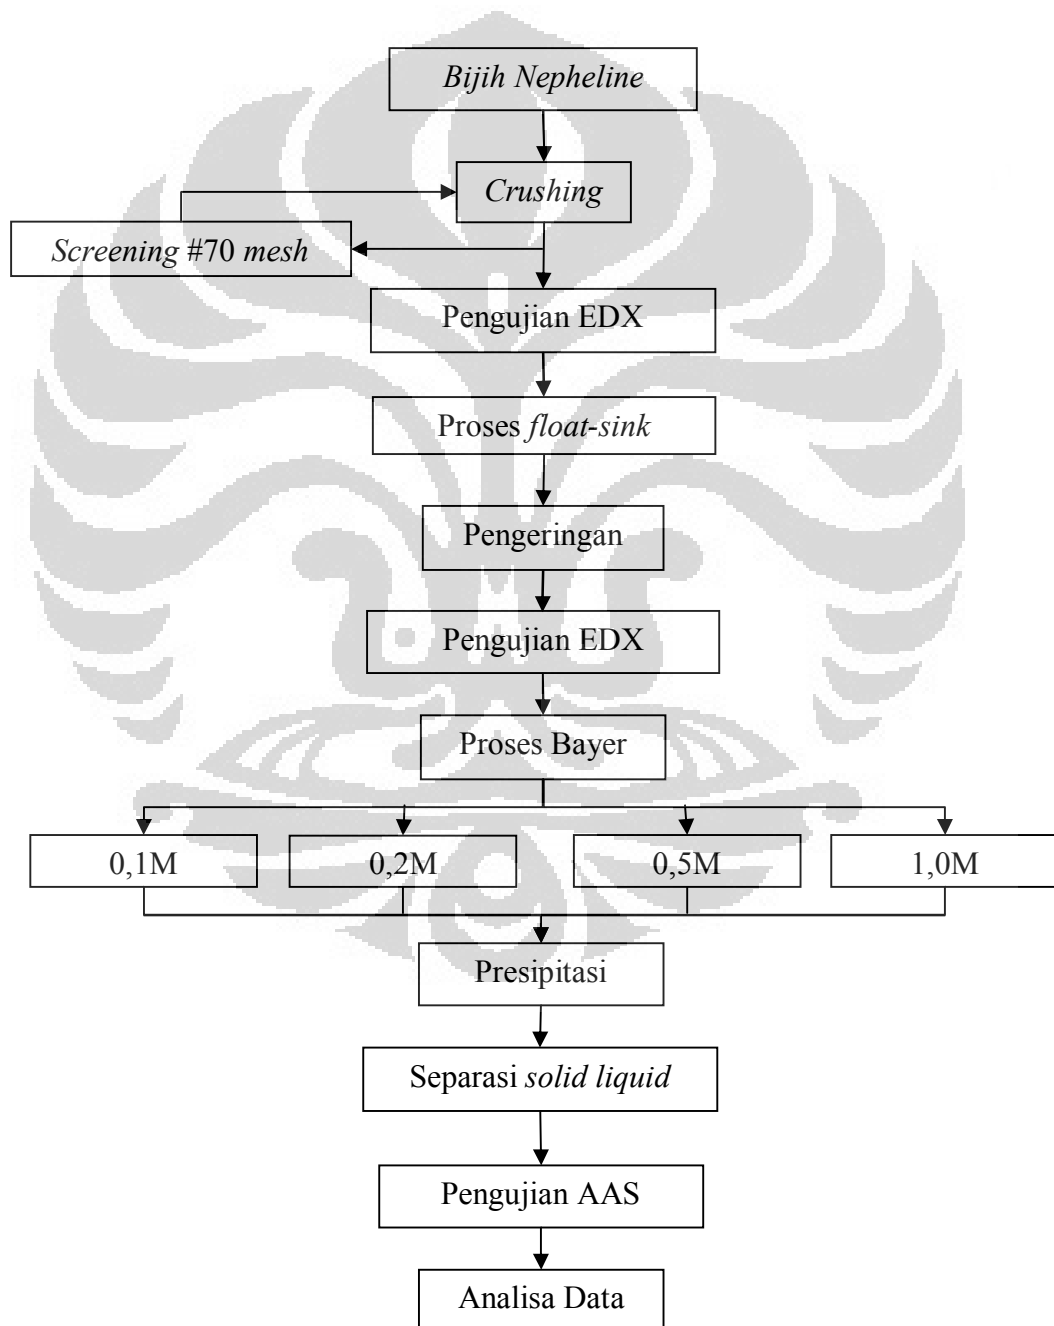 Bijih Nepheline
Crushing
Screening #70 mesh
Pengujian EDX
Proses float-sink
Pengeringan
Pengujian EDX
Proses Bayer
0,1M
0,2M
0,5M
1,0M
Presipitasi
Separasi solid liquid
Pengujian AAS
Analisa Data